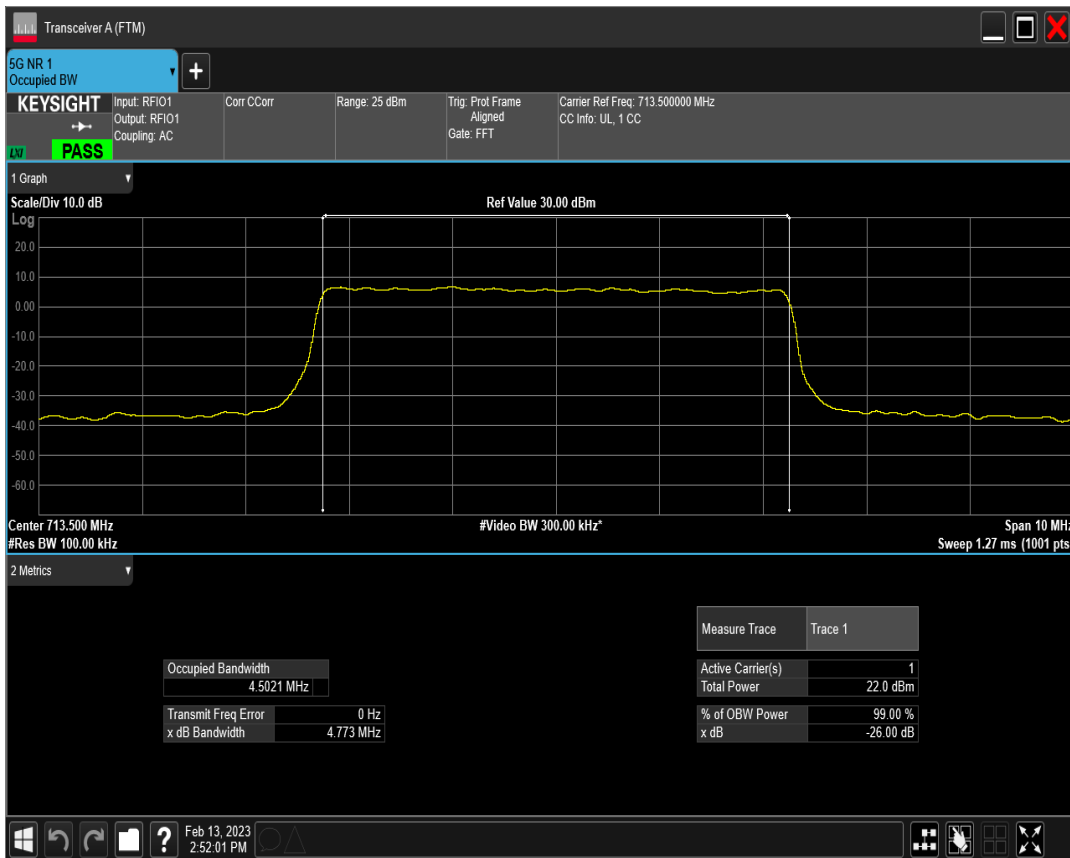 Transceiver A (FTM)
5G NR 1
Occupied BW
+
KEYSIGHT
LXI
PASS
Input: RFIO1
Output: RFIO1
Coupling: AC
Corr CCorr
Range: 25 dBm
Trig: Prot Frame
Aligned
Gate: FFT
Carrier Ref Freq: 713.500000 MHz
CC Info: UL, 1 CC
1 Graph
Scale/Div 10.0 dB
Ref Value 30.00 dBm
Log
20.0
10.0
0.00
-10.0
-20.0
-30.0
-40.0
-50.0
-60.0
Center 713.500 MHz
#Video BW 300.00 kHz*
Span 10 MHz
#Res BW 100.00 kHz
Sweep 1.27 ms (1001 pts
2 Metrics
Measure Trace Trace 1
Occupied Bandwidth
4.5021 MHz
Active Carrier(s) 1
Total Power 22.0 dBm
Transmit Freq Error 0 Hz
x dB Bandwidth 4.773 MHz
% of OBW Power 99.00 %
x dB -26.00 dB
?
Feb 13, 2023
2:52:01 PM